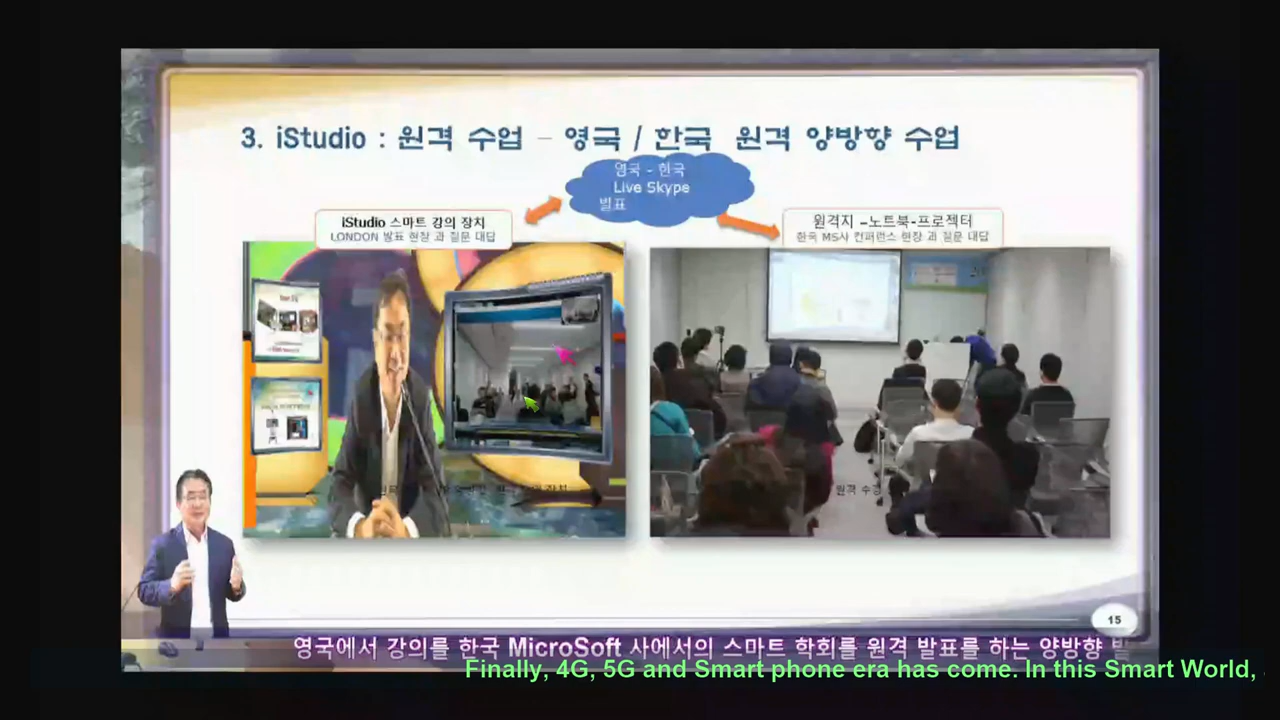 3. iStudio : 원격 수업 – 영국 / 한국 원격 양방향 수업
영국 - 한국
Live Skype
발표
iStudio 스마트 강의 장치
LONDON 발표 현장 과 질문 대답
원격지 –노트북-프로젝터
한국 MS사 컨퍼런스 현장 과 질문 대답
원격 수강
15
영국에서 강의를 한국 MicroSoft 사에서의 스마트 학회를 원격 발표를 하는 양방향
Finally, 4G, 5G and Smart phone era has come. In this Smart World,